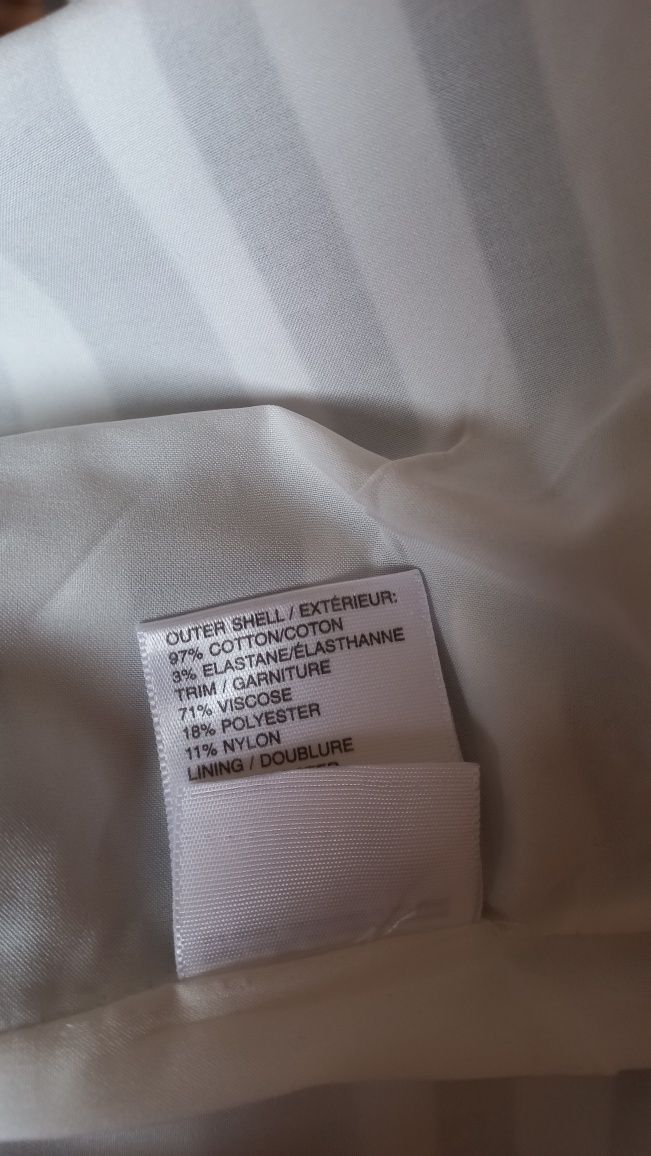 OUTER SHELL / EXTÉRIEUR:
97% COTTON/COTON
3% ELASTANE/ÉLASTHANNE
TRIM / GARNITURE
71% VISCOSE
18% POLYESTER
11% NYLON
LINING / DOUBLURE